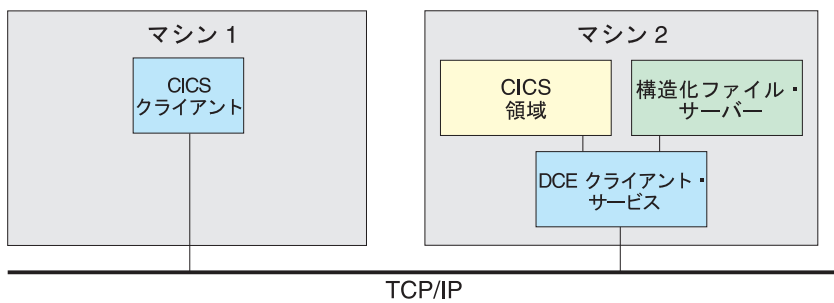 マシン 1
CICS
クライアント
マシン 2
CICS
領域
構造化ファイル・
サーバー
DCE クライアント・
サービス
TCP/IP